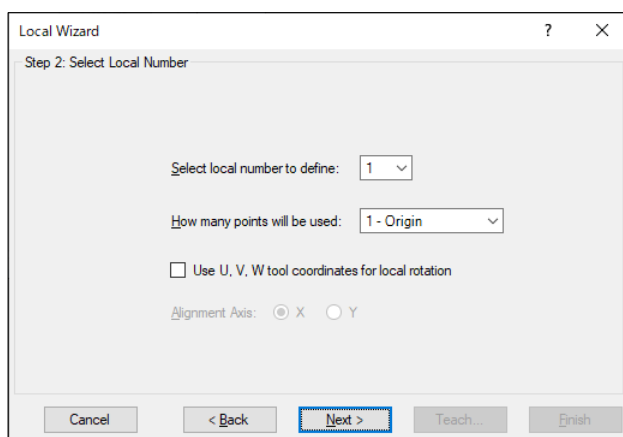 Local Wizard ?
Step 2: Select Local Number
Select local number to define: 1
How many points will be used: 1 - Origin
Use U, V, W tool coordinates for local rotation
Alignment Axis: X Y
Cancel < Back Next > Teach... Finish